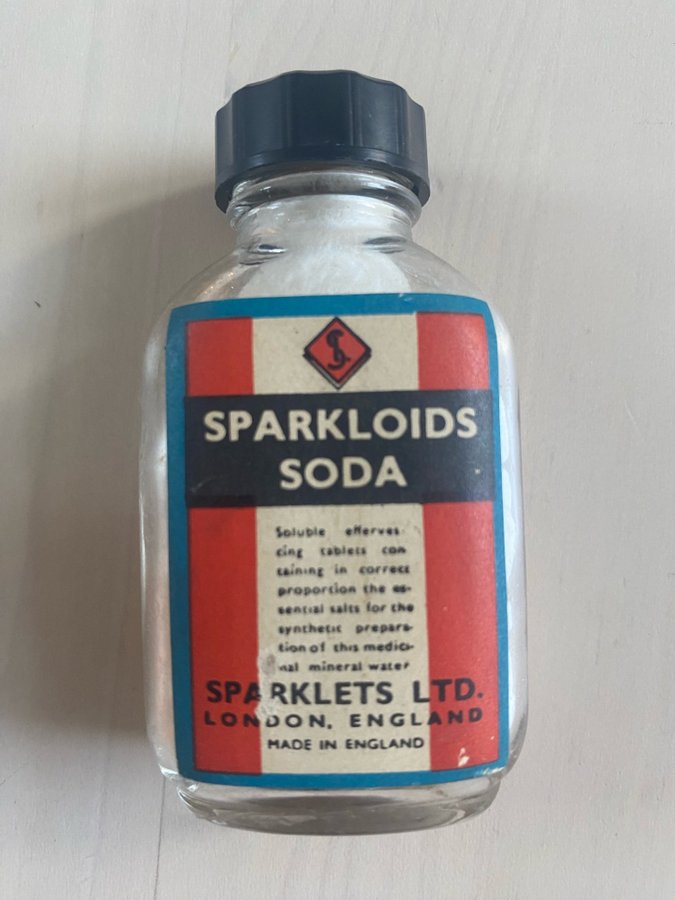 SL
SPARKLOIDS
SODA
Soluble efferves-
cing tablets con-
taining in correct
proportion the es-
sential salts for the
synthetic prepara-
tion of this medici-
nal mineral water
SPARKLETS LTD.
LONDON, ENGLAND
MADE IN ENGLAND